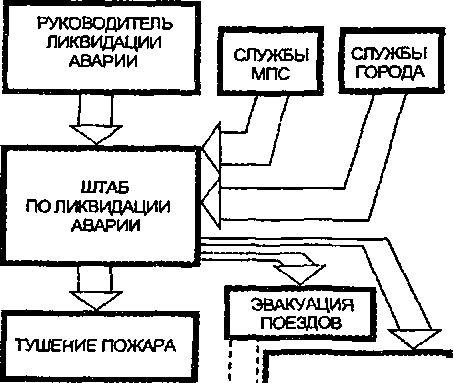 РУКОВОДИТЕЛЬ
ЛИКВИДАЦИИ
АВАРИИ
СЛУЖБЫ
МПС
СЛУЖБЫ
ГОРОДА
ШТАБ
ПО ЛИКВИДАЦИИ
АВАРИИ
ЭВАКУАЦИЯ
ПОЕЗДОВ
ТУШЕНИЕ ПОЖАРА